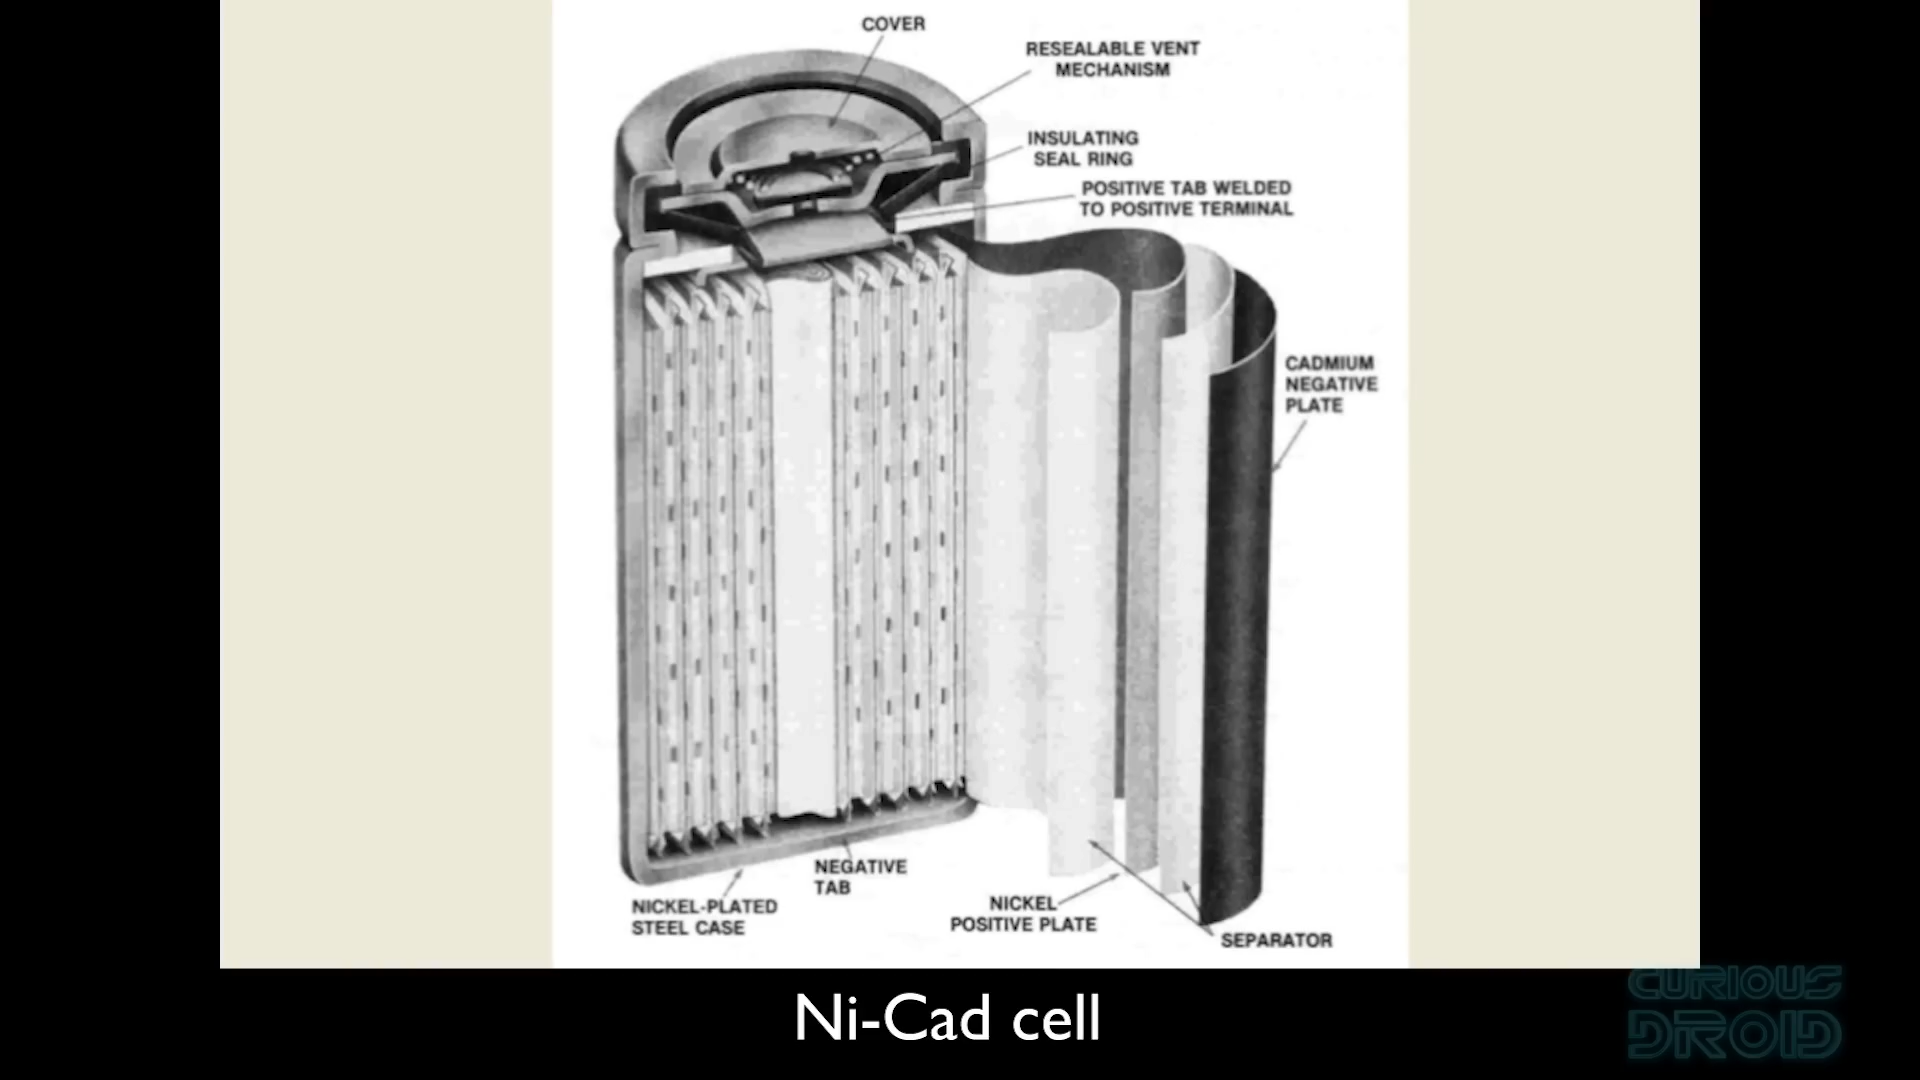 COVER
RESEALABLE VENT
MECHANISM
INSULATING
SEAL RING
POSITIVE TAB WELDED
TO POSITIVE TERMINAL
CADMIUM
NEGATIVE
PLATE
NEGATIVE
TAB
NICKEL-PLATED
STEEL CASE
NICKEL
POSITIVE PLATE
SEPARATOR
Ni-Cad cell
CURIOUS
DROID